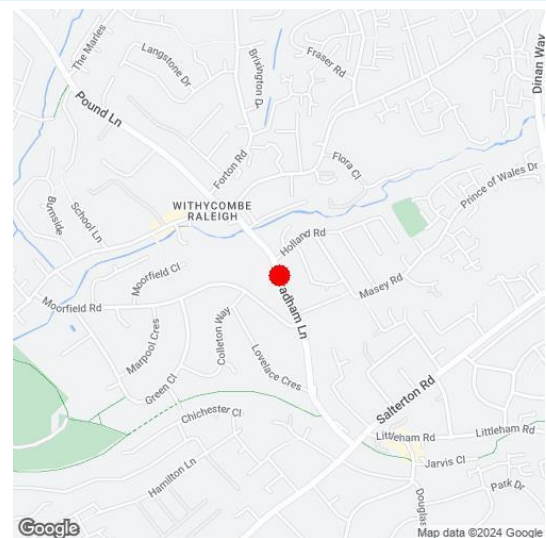 The Marles
Langstone Dr
Brixington D
Fraser Rd
Dinan Way
Pound Ln
Forton Rd
Flora Cl
Prince of Wales Dr
Burnside
School Ln
WITHYCOMBE
RALEIGH
Holland Rd
Moorfield Cl
Masey Rd
adham Ln
Moorfield Rd
Marpool Cres
Colleton Way
Lovelace Cres
Green Cl
Salterton Rd
Chichester Cl
Littleham Rd
Littleham Rd
Jarvis Cl
Hamilton Ln
Douglas
Park Dr
Google
Map data ©2024 Google